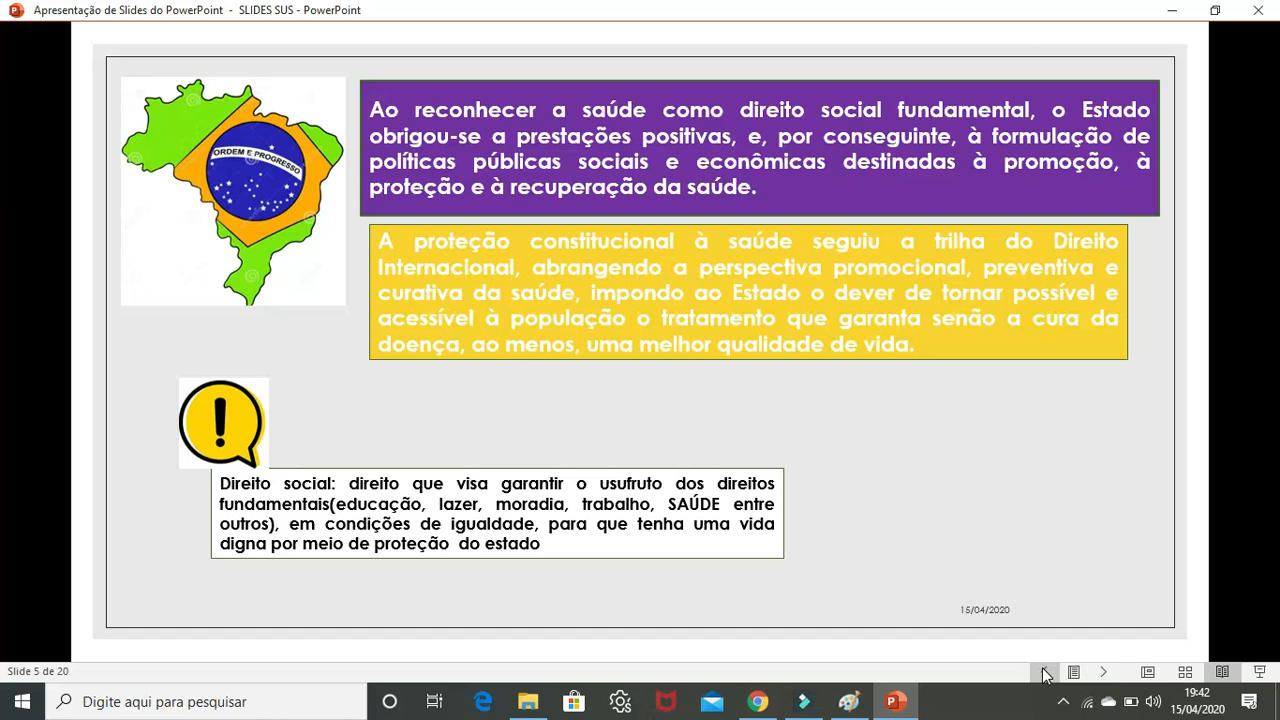 Apresentação de Slides do PowerPoint - SLIDES SUS - PowerPoint
ORDEM E PROGRESSO
Ao reconhecer a saúde como direito social fundamental, o Estado
obrigou-se a prestações positivas, e, por conseguinte, à formulação de
políticas públicas sociais e econômicas destinadas à promoção, à
proteção e à recuperação da saúde.
A proteção constitucional à saúde seguiu a trilha do Direito
Internacional, abrangendo a perspectiva promocional, preventiva e
curativa da saúde, impondo ao Estado o dever de tornar possível e
acessível à população o tratamento que garanta senão a cura da
doença, ao menos, uma melhor qualidade de vida.
Direito social: direito que visa garantir o usufruto dos direitos
fundamentais(educação, lazer, moradia, trabalho, SAÚDE entre
outros), em condições de igualdade, para que tenha uma vida
digna por meio de proteção do estado
15/04/2020
Slide 5 de 20
Digite aqui para pesquisar
19:42
15/04/2020